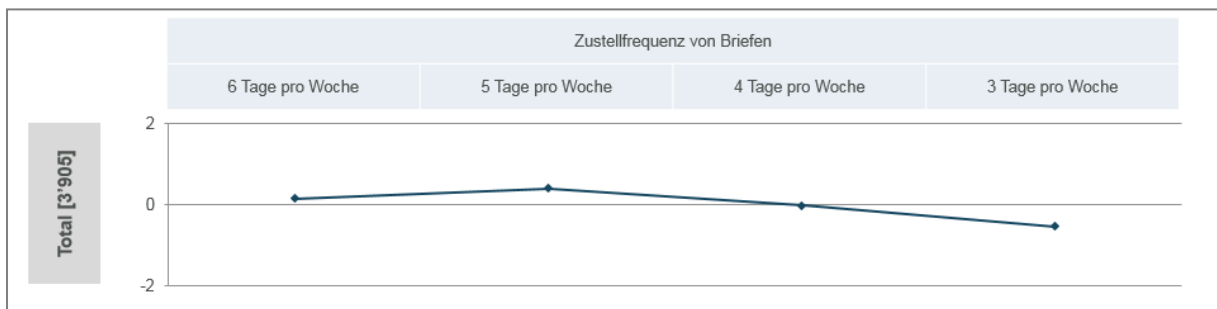 Zustellfrequenz von Briefen
6 Tage pro Woche
5 Tage pro Woche
4 Tage pro Woche
3 Tage pro Woche
Total [3'905]
2
0
-2